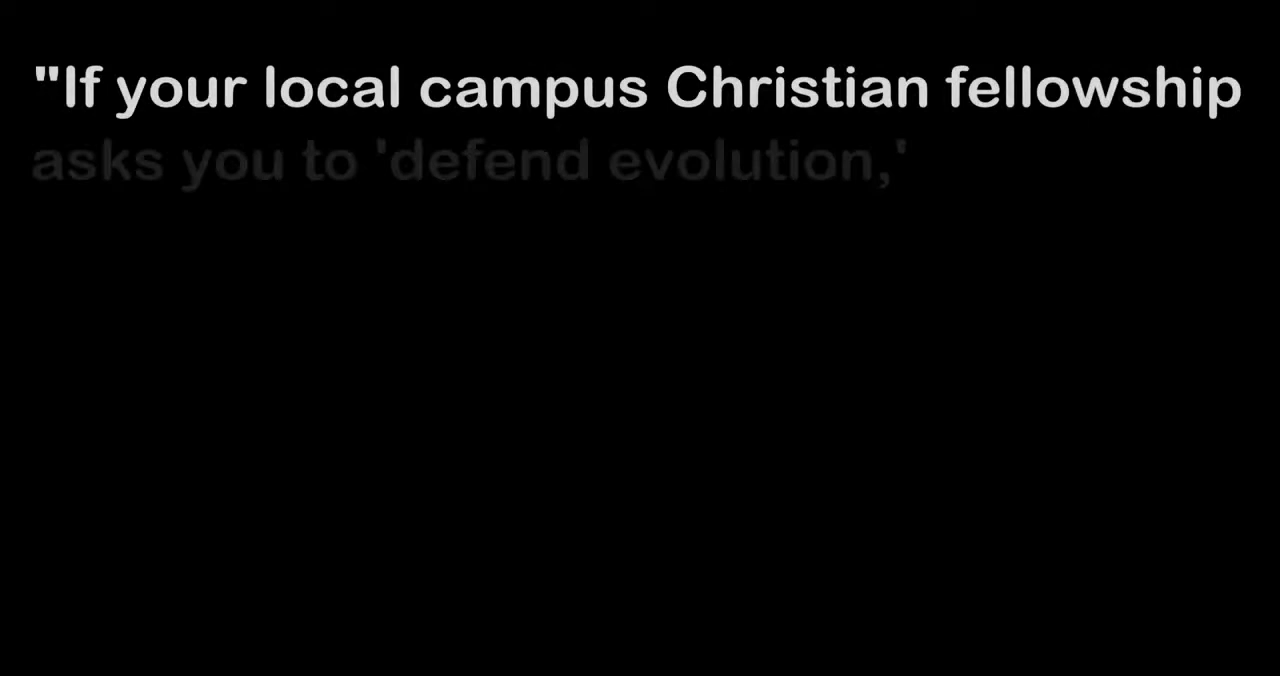 "If your local campus Christian fellowship
asks you to 'defend evolution,'